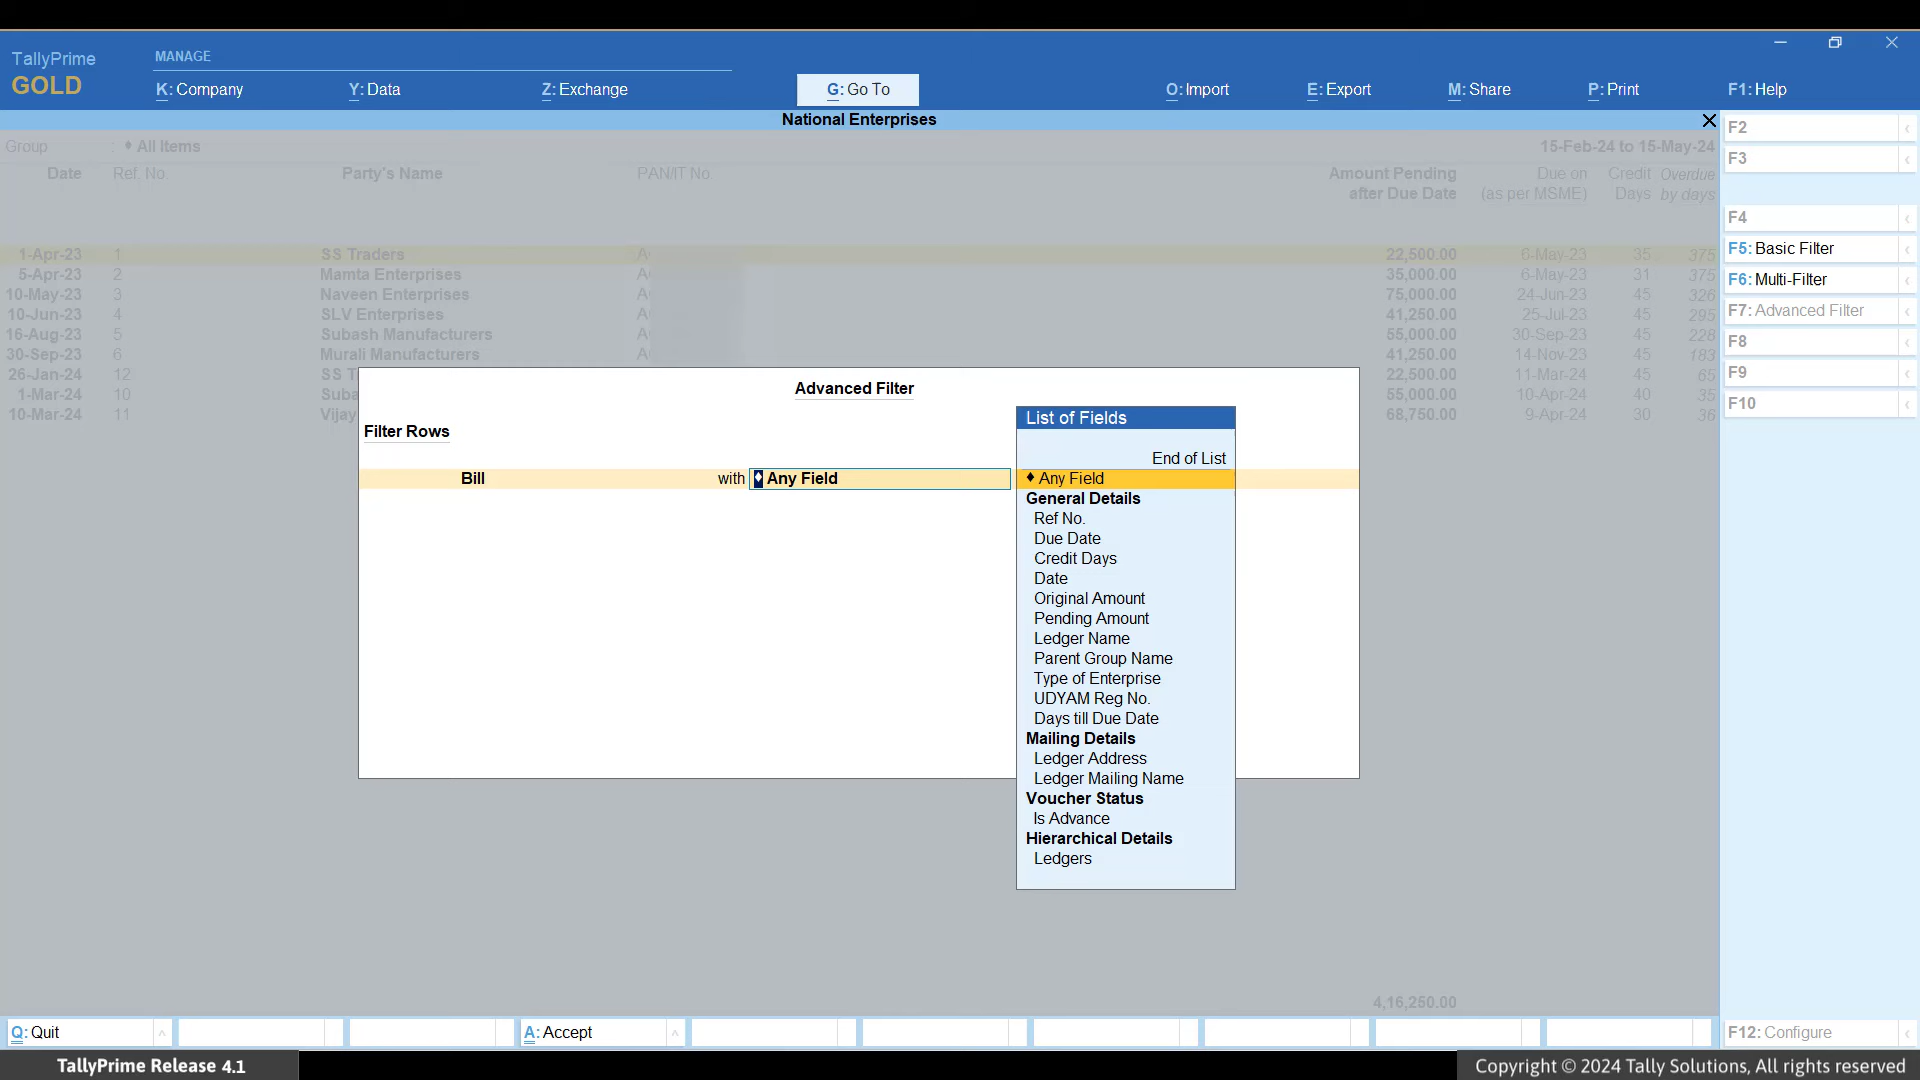 TallyPrime
GOLD
MANAGE
K: Company
Y: Data
Z: Exchange
G: Go To
O: Import
E: Export
M: Share
P: Print
F1: Help
National Enterprises
Group : ♦ All Items 15-Feb-24 to 15-May-24
Date Ref. No Party's Name PAN/IT No Amount Pending Due on Credit Overdue
after Due Date (as per MSME) Days by days
1-Apr-23 1 SS Traders 22,500.00 6-May-23 35 375
5-Apr-23 2 Mamta Enterprises 35,000.00 6-May-23 31 375
10-May-23 3 Naveen Enterprises 75,000.00 24-Jun-23 45 326
10-Jun-23 4 SLV Enterprises 41,250.00 25-Jul-23 45 295
16-Aug-23 5 Subash Manufacturers 55,000.00 30-Sep-23 45 228
30-Sep-23 6 Murali Manufacturers 41,250.00 14-Nov-23 45 183
26-Jan-24 12 SS T 22,500.00 11-Mar-24 45 65
1-Mar-24 10 Suba 55,000.00 10-Apr-24 40 35
10-Mar-24 11 Vijay 68,750.00 9-Apr-24 30 36
Advanced Filter
Filter Rows
Bill with ♦ Any Field
List of Fields
End of List
♦ Any Field
General Details
Ref No.
Due Date
Credit Days
Date
Original Amount
Pending Amount
Ledger Name
Parent Group Name
Type of Enterprise
UDYAM Reg No.
Days till Due Date
Mailing Details
Ledger Address
Ledger Mailing Name
Voucher Status
Is Advance
Hierarchical Details
Ledgers
4,16,250.00
F2
F3
F4
F5: Basic Filter
F6: Multi-Filter
F7: Advanced Filter
F8
F9
F10
Q: Quit
A: Accept
F12: Configure
TallyPrime Release 4.1
Copyright © 2024 Tally Solutions, All rights reserved